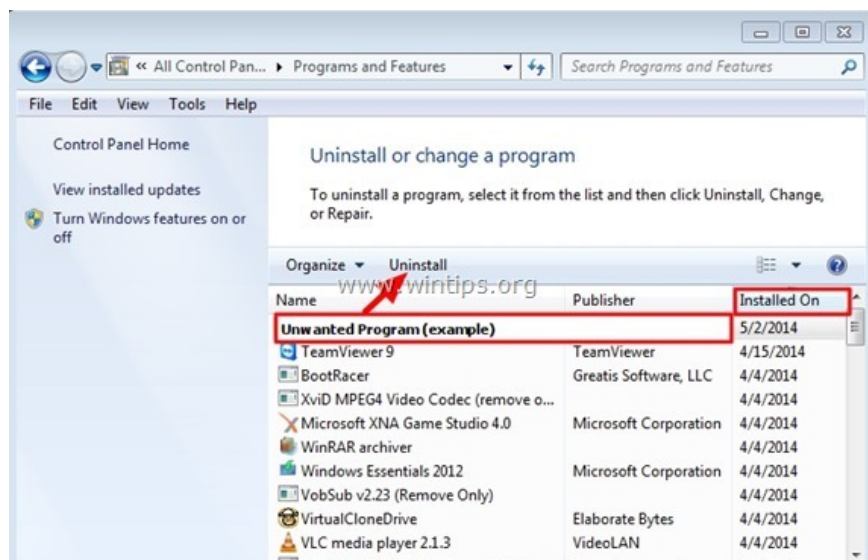 « All Control Pan... ▸ Programs and Features
Search Programs and Features
File Edit View Tools Help
Control Panel Home
View installed updates
Turn Windows features on or
off
Uninstall or change a program
To uninstall a program, select it from the list and then click Uninstall, Change,
or Repair.
Organize Uninstall
www.wintips.org
Name Publisher Installed On
Unwanted Program (example) 5/2/2014
TeamViewer 9 TeamViewer 4/15/2014
BootRacer Greatis Software, LLC 4/4/2014
XviD MPEG4 Video Codec (remove o... 4/4/2014
Microsoft XNA Game Studio 4.0 Microsoft Corporation 4/4/2014
WinRAR archiver 4/4/2014
Windows Essentials 2012 Microsoft Corporation 4/4/2014
VobSub v2.23 (Remove Only) 4/4/2014
VirtualCloneDrive Elaborate Bytes 4/4/2014
VLC media player 2.1.3 VideoLAN 4/4/2014